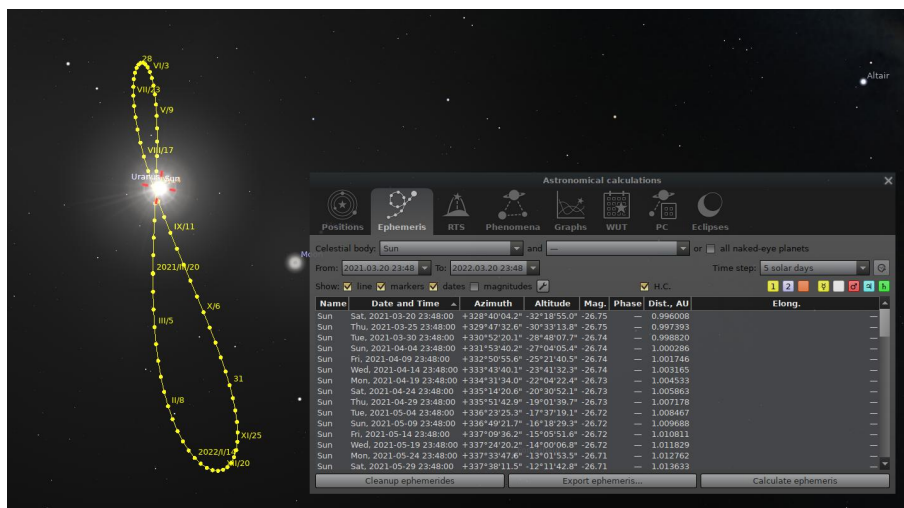 28
VI/3
VII/23
V/9
VIII/17
Sun
IX/11
2021/III/20
X/6
III/5
31
II/8
XI/25
2022/I/14
XII/20
Altair
Astronomical calculations
Positions Ephemeris RTS Phenomena Graphs WUT PC Eclipses
Celestial body: Sun and --- or all naked-eye planets
From: 2021.03.20 23:48 To: 2022.03.20 23:48 Time step: 5 solar days
Show: line markers dates magnitudes H.C. 1 2
Name Date and Time Azimuth Altitude Mag. Phase Dist., AU Elong.
Sun Sat, 2021-03-20 23:48:00 +328°40'04.2" -32°18'55.0" -26.75 — 0.996008 —
Sun Thu, 2021-03-25 23:48:00 +329°47'32.6" -30°33'13.8" -26.75 — 0.997393 —
Sun Tue, 2021-03-30 23:48:00 +330°52'20.1" -28°48'07.7" -26.74 — 0.998820 —
Sun Sun, 2021-04-04 23:48:00 +331°53'40.2" -27°04'05.4" -26.74 — 1.000286 —
Sun Fri, 2021-04-09 23:48:00 +332°50'55.6" -25°21'40.5" -26.74 — 1.001746 —
Sun Wed, 2021-04-14 23:48:00 +333°43'40.1" -23°41'32.3" -26.74 — 1.003165 —
Sun Mon, 2021-04-19 23:48:00 +334°31'34.0" -22°04'22.4" -26.73 — 1.004533 —
Sun Sat, 2021-04-24 23:48:00 +335°14'20.6" -20°30'52.1" -26.73 — 1.005863 —
Sun Thu, 2021-04-29 23:48:00 +335°51'42.9" -19°01'39.7" -26.73 — 1.007178 —
Sun Tue, 2021-05-04 23:48:00 +336°23'25.3" -17°37'19.1" -26.72 — 1.008467 —
Sun Sun, 2021-05-09 23:48:00 +336°49'21.7" -16°18'29.3" -26.72 — 1.009688 —
Sun Fri, 2021-05-14 23:48:00 +337°09'36.2" -15°05'51.6" -26.72 — 1.010811 —
Sun Wed, 2021-05-19 23:48:00 +337°24'20.2" -14°00'06.8" -26.72 — 1.011829 —
Sun Mon, 2021-05-24 23:48:00 +337°33'47.6" -13°01'53.5" -26.71 — 1.012762 —
Sun Sat, 2021-05-29 23:48:00 +337°38'11.5" -12°11'42.8" -26.71 — 1.013633 —
Cleanup ephemerides Export ephemeris... Calculate ephemeris